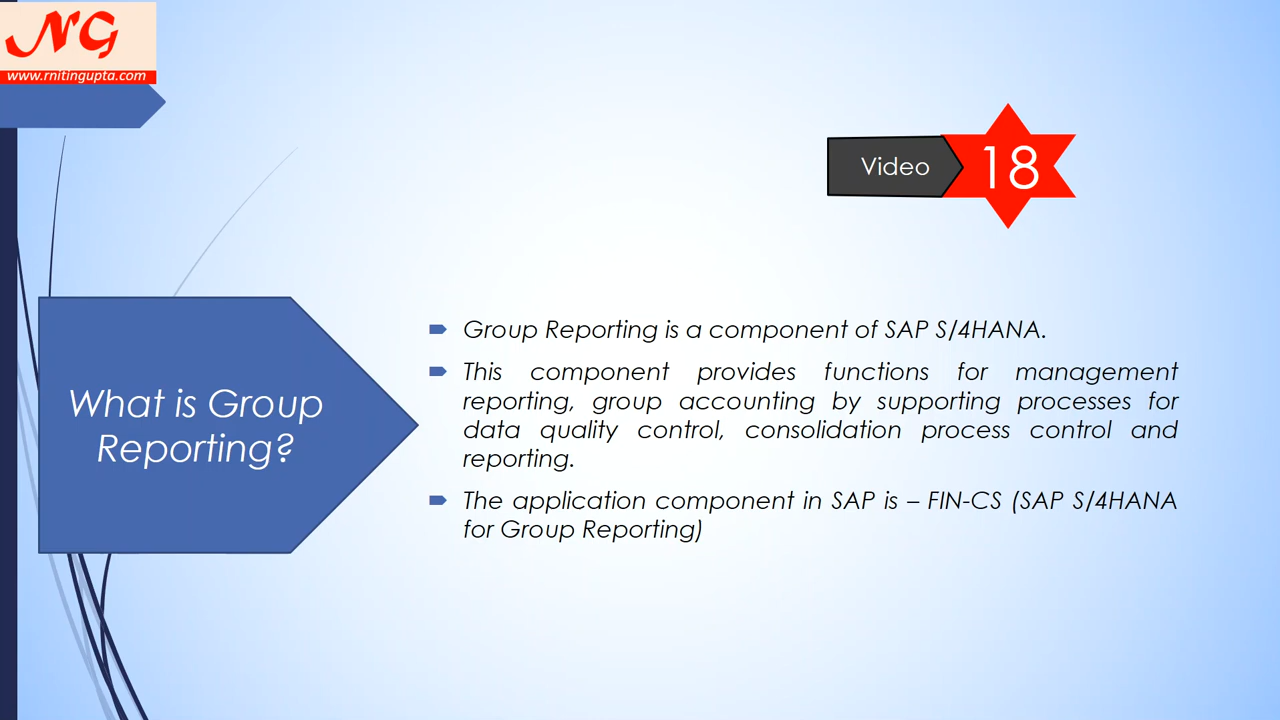 NG
www.rnitingupta.com
Video
18
What is Group
Reporting?
Group Reporting is a component of SAP S/4HANA.
This component provides functions for management
reporting, group accounting by supporting processes for
data quality control, consolidation process control and
reporting.
The application component in SAP is – FIN-CS (SAP S/4HANA
for Group Reporting)